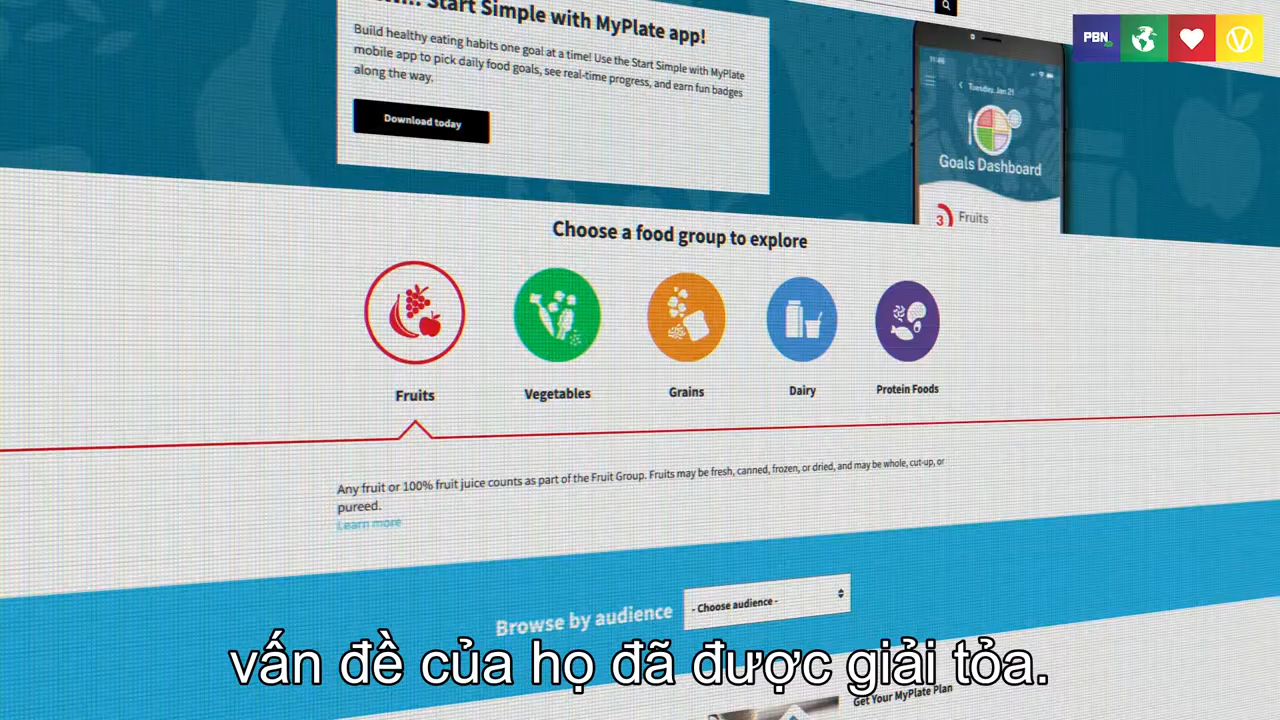 Start Simple with MyPlate app!
Build healthy eating habits one goal at a time! Use the Start Simple with MyPlate
mobile app to pick daily food goals, see real-time progress, and earn fun badges
along the way.
Download today
PBN
11:46
Tuesday, Jan 21
Goals Dashboard
3 Fruits
Choose a food group to explore
Fruits Vegetables Grains Dairy Protein Foods
Any fruit or 100% fruit juice counts as part of the Fruit Group. Fruits may be fresh, canned, frozen, or dried, and may be whole, cut-up, or
pureed.
Learn more
Browse by audience - Choose audience -
vấn đề của họ đã được giải tỏa.
Get Your MyPlate Plan